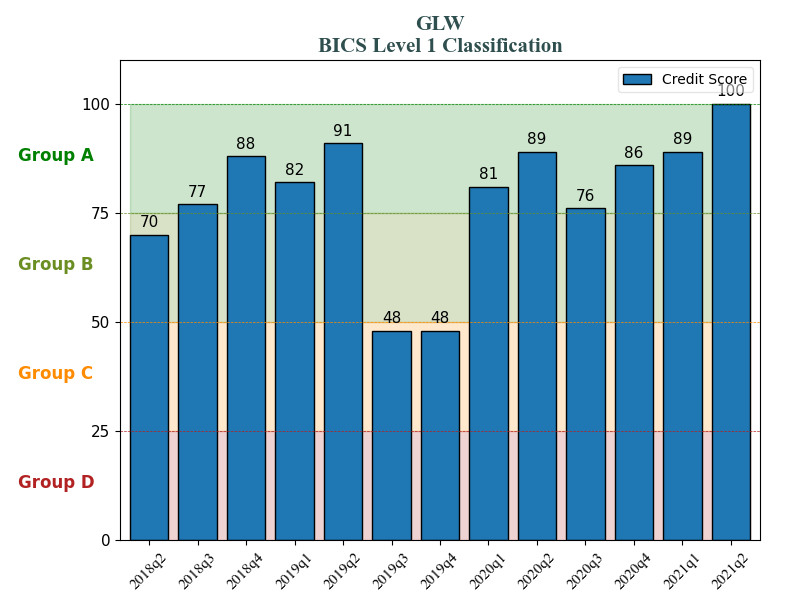 GLW
BICS Level 1 Classification
Credit Score
100
75
50
25
0
Group A
Group B
Group C
Group D
70
77
88
82
91
48
48
81
89
76
86
89
100
2018q2
2018q3
2018q4
2019q1
2019q2
2019q3
2019q4
2020q1
2020q2
2020q3
2020q4
2021q1
2021q2